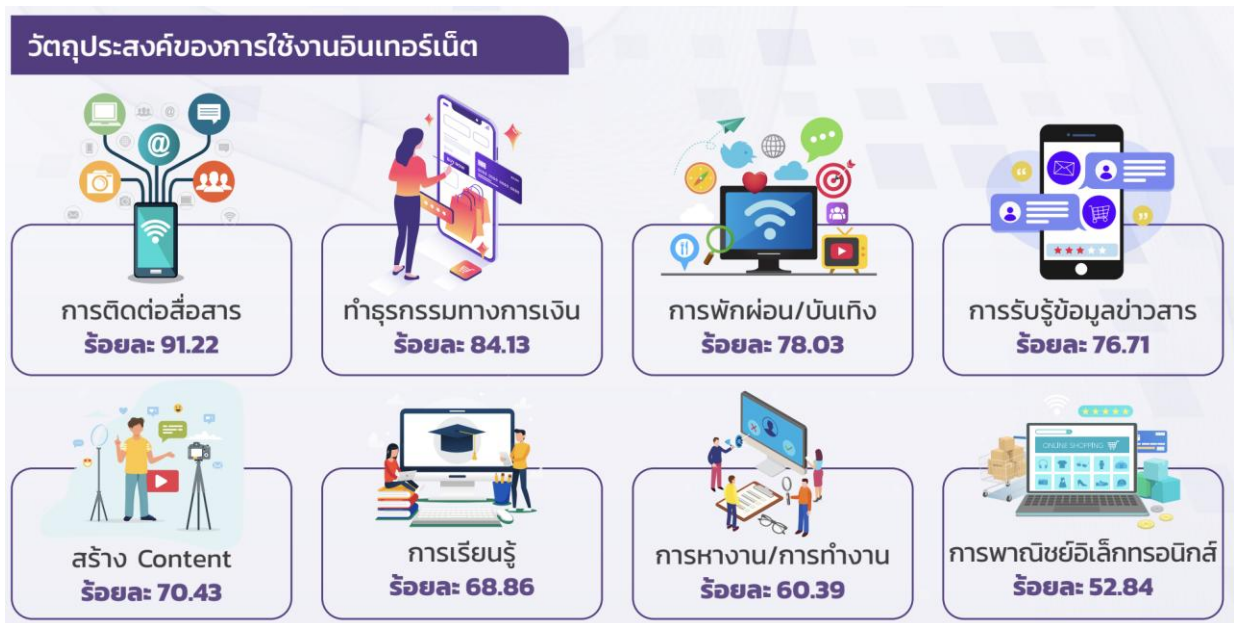 วัตถุประสงค์ของการใช้งานอินเทอร์เน็ต
การติดต่อสื่อสาร
ร้อยละ 91.22
ทำธุรกรรมทางการเงิน
ร้อยละ 84.13
การพักผ่อน/บันเทิง
ร้อยละ 78.03
การรับรู้ข้อมูลข่าวสาร
ร้อยละ 76.71
สร้าง Content
ร้อยละ 70.43
การเรียนรู้
ร้อยละ 68.86
การหางาน/การทำงาน
ร้อยละ 60.39
ONLINE SHOPPING
การพาณิชย์อิเล็กทรอนิกส์
ร้อยละ 52.84